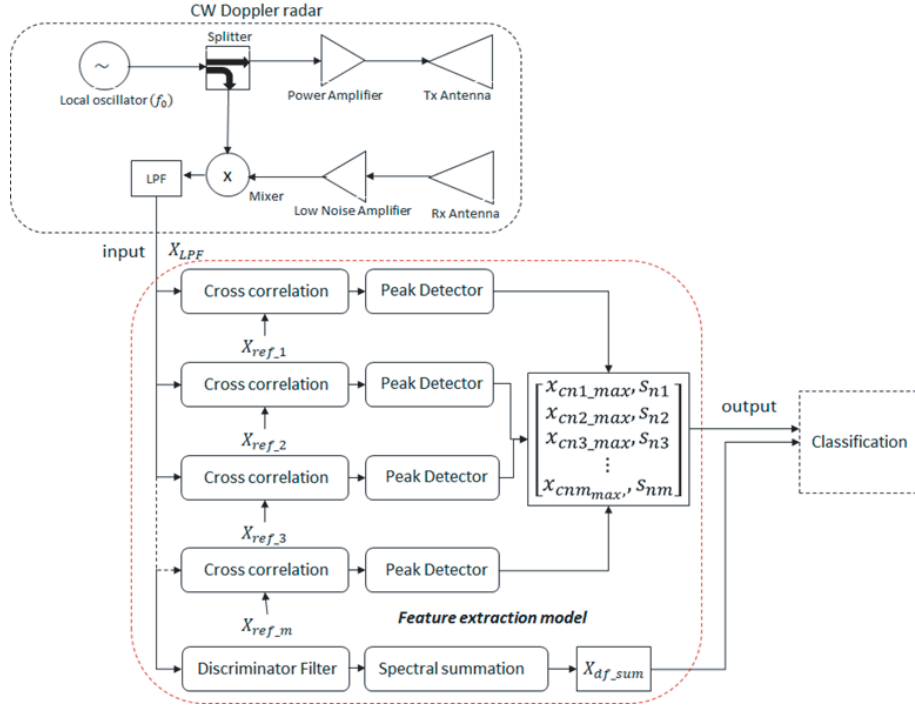 CW Doppler radar
Splitter
~
Local oscillator (f₀)
Power Amplifier
Tx Antenna
LPF
X
Mixer
Low Noise Amplifier
Rx Antenna
input
X_LPF
Cross correlation
Peak Detector
X_ref_1
Cross correlation
Peak Detector
X_ref_2
Cross correlation
Peak Detector
X_ref_3
Cross correlation
Peak Detector
X_ref_m
x_cn1_max, s_n1
x_cn2_max, s_n2
x_cn3_max, s_n3
⋮
x_cnm_max, , s_nm
output
Classification
Feature extraction model
Discriminator Filter
Spectral summation
X_df_sum